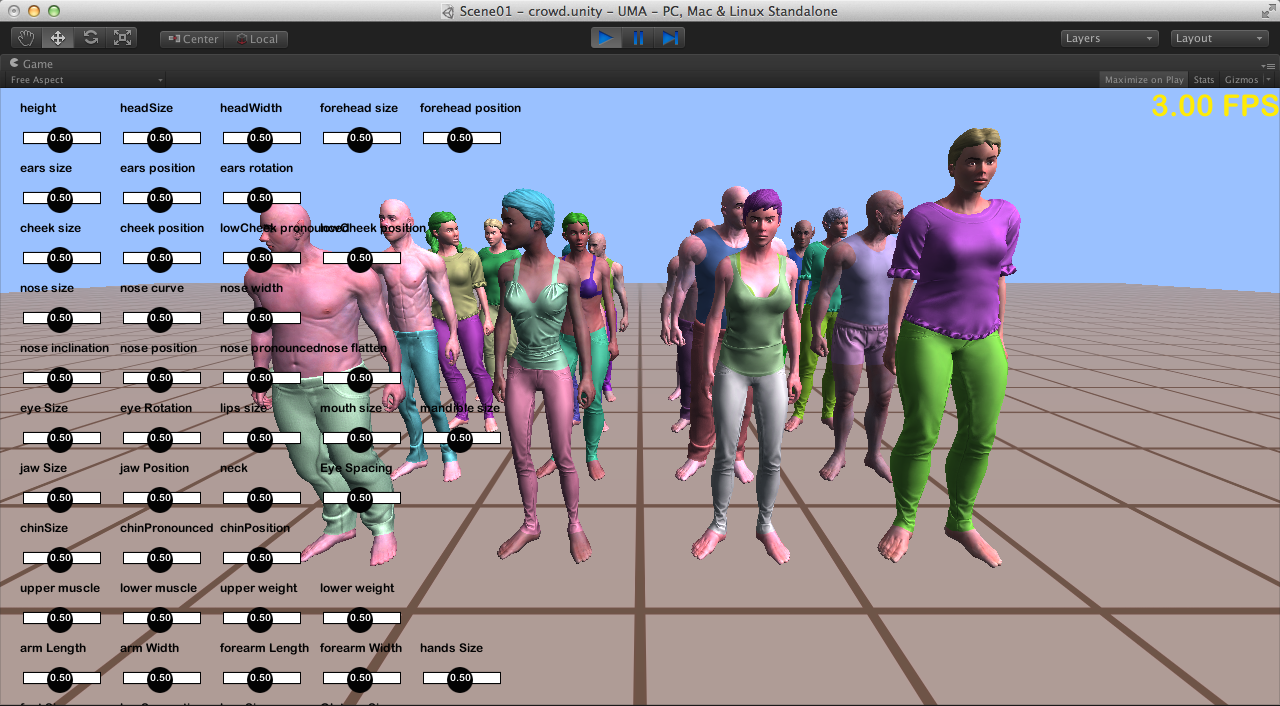 Scene01 – crowd.unity – UMA – PC, Mac & Linux Standalone
Center Local Layers Layout
Game
Free Aspect Maximize on Play Stats Gizmos
3.00 FPS
height headSize headWidth forehead size forehead position
0.50 0.50 0.50 0.50 0.50
ears size ears position ears rotation
0.50 0.50 0.50
cheek size cheek position lowCheek pronounced lowCheek position
0.50 0.50 0.50 0.50
nose size nose curve nose width
0.50 0.50 0.50
nose inclination nose position nose pronounced nose flatten
0.50 0.50 0.50 0.50
eye Size eye Rotation lips size mouth size mandible size
0.50 0.50 0.50 0.50 0.50
jaw Size jaw Position neck Eye Spacing
0.50 0.50 0.50 0.50
chinSize chinPronounced chinPosition
0.50 0.50 0.50
upper muscle lower muscle upper weight lower weight
0.50 0.50 0.50 0.50
arm Length arm Width forearm Length forearm Width hands Size
0.50 0.50 0.50 0.50 0.50